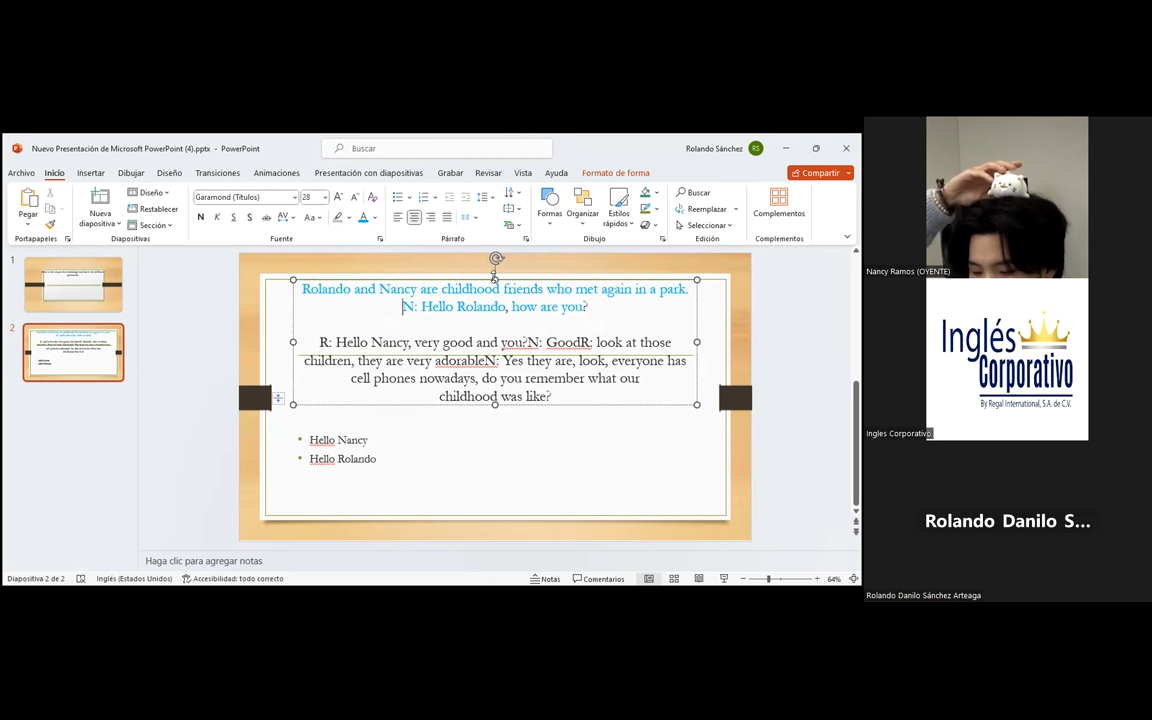 Nuevo Presentación de Microsoft PowerPoint (4).pptx - PowerPoint
Buscar
Rolando Sánchez
RS
Archivo
Inicio
Insertar
Dibujar
Diseño
Transiciones
Animaciones
Presentación con diapositivas
Grabar
Revisar
Vista
Ayuda
Formato de forma
Compartir
Pegar
Nueva
diapositiva
Diseño
Restablecer
Sección
Garamond (Títulos)
28
N K S S ab AV Aa A
Formas
Organizar
Estilos
rápidos
Buscar
Reemplazar
Seleccionar
Complementos
Portapapeles
Diapositivas
Fuente
Párrafo
Dibujo
Edición
Complementos
1
2
Rolando and Nancy are childhood friends who met again in a park.
N: Hello Rolando, how are you?
R: Hello Nancy, very good and you?N: GoodR: look at those
children, they are very adorableN: Yes they are, look, everyone has
cell phones nowadays, do you remember what our
childhood was like?
Hello Nancy
Hello Rolando
Haga clic para agregar notas
Diapositiva 2 de 2
Inglés (Estados Unidos)
Accesibilidad: todo correcto
Notas
Comentarios
64%
Nancy Ramos (OYENTE)
Inglés
Corporativo
By Regal International, S.A. de C.V.
Ingles Corporativo
Rolando Danilo S...
Rolando Danilo Sánchez Arteaga